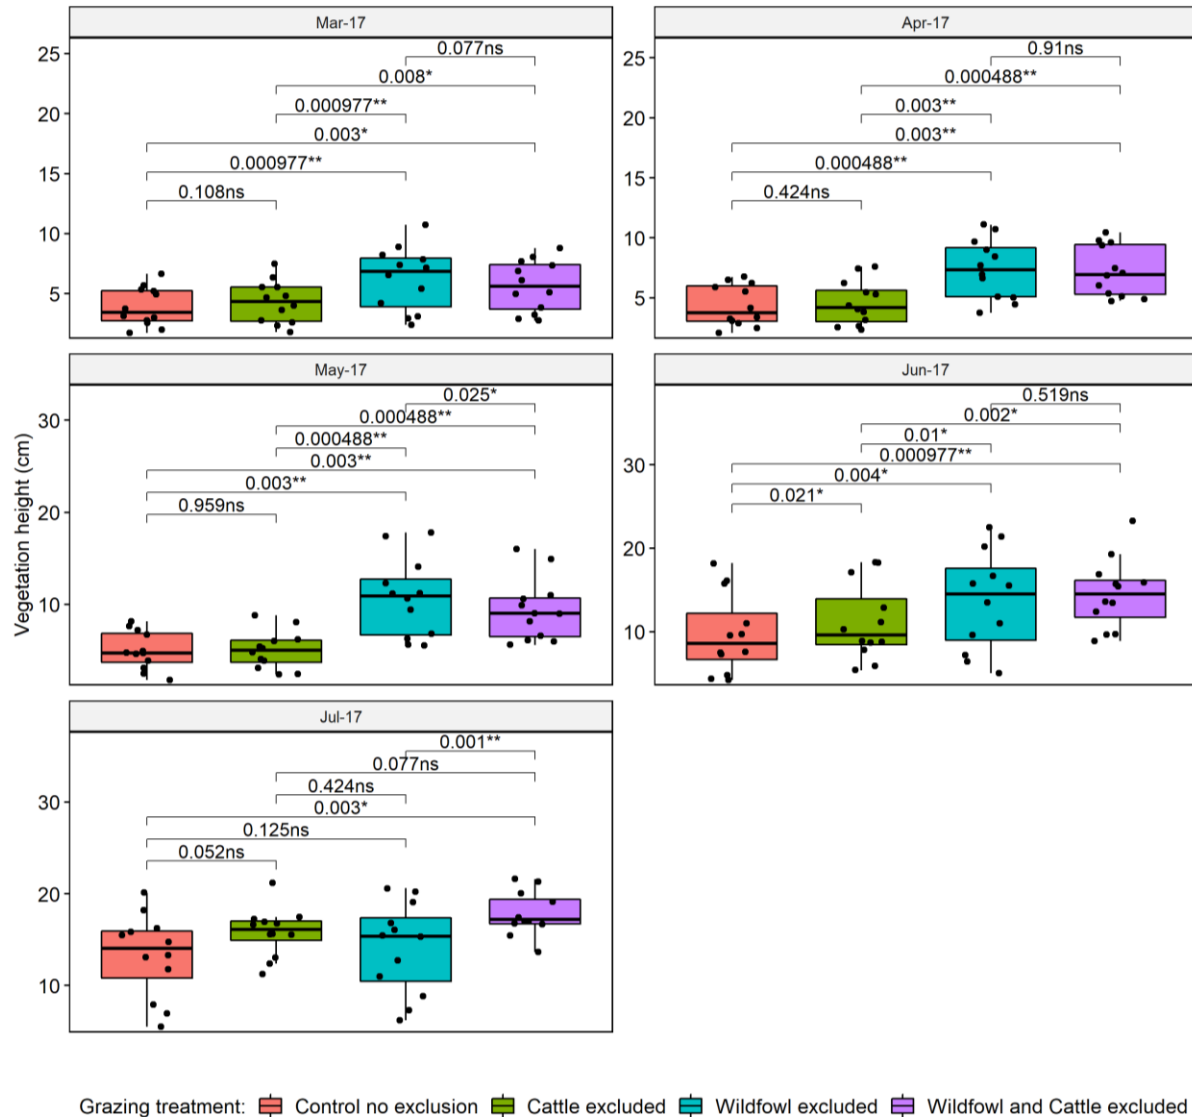 Mar-17
Apr-17
25
20
15
10
5
0.077ns
0.008*
0.000977**
0.003*
0.000977**
0.108ns
25
20
15
10
5
0.91ns
0.000488**
0.003**
0.003**
0.000488**
0.424ns
Vegetation height (cm)
May-17
Jun-17
30
20
10
0.025*
0.000488**
0.000488**
0.003**
0.003**
0.959ns
30
20
10
0.519ns
0.002*
0.01*
0.000977**
0.004*
0.021*
Jul-17
30
20
10
0.001**
0.077ns
0.424ns
0.003*
0.125ns
0.052ns
Grazing treatment: Control no exclusion Cattle excluded Wildfowl excluded Wildfowl and Cattle excluded